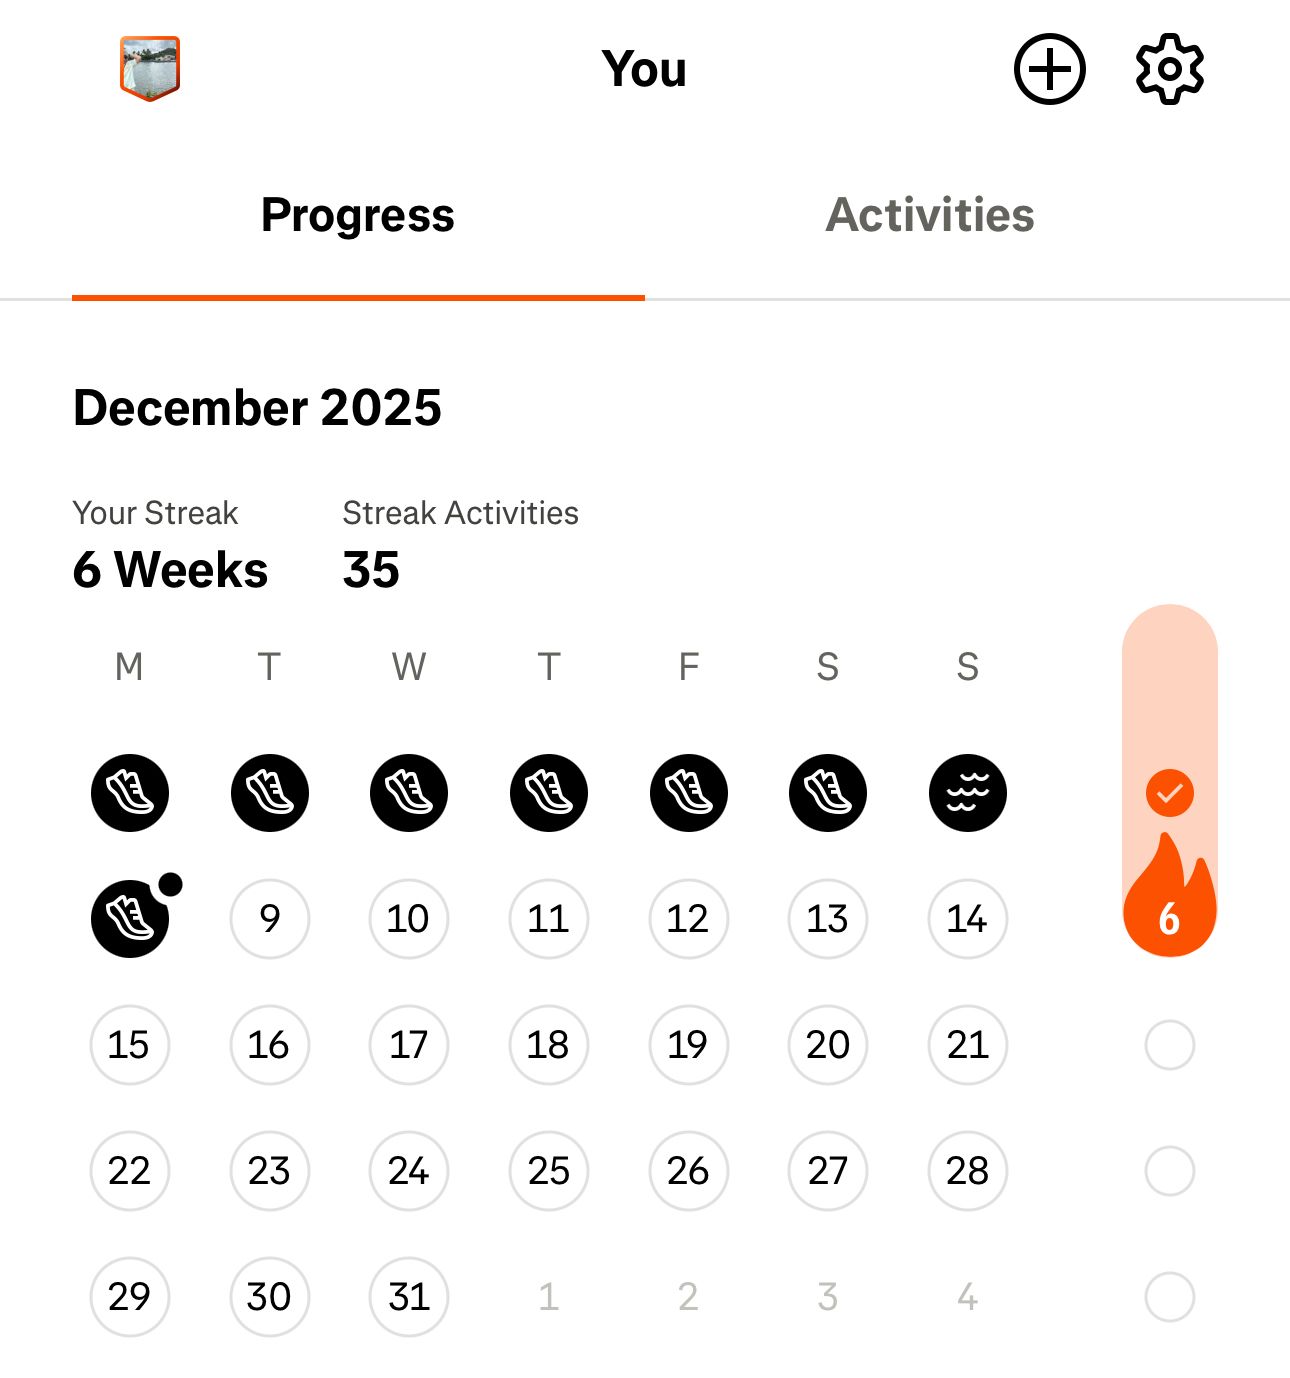 You
Progress Activities
December 2025
Your Streak Streak Activities
6 Weeks 35
M T W T F S S
9 10 11 12 13 14 6
15 16 17 18 19 20 21
22 23 24 25 26 27 28
29 30 31 1 2 3 4